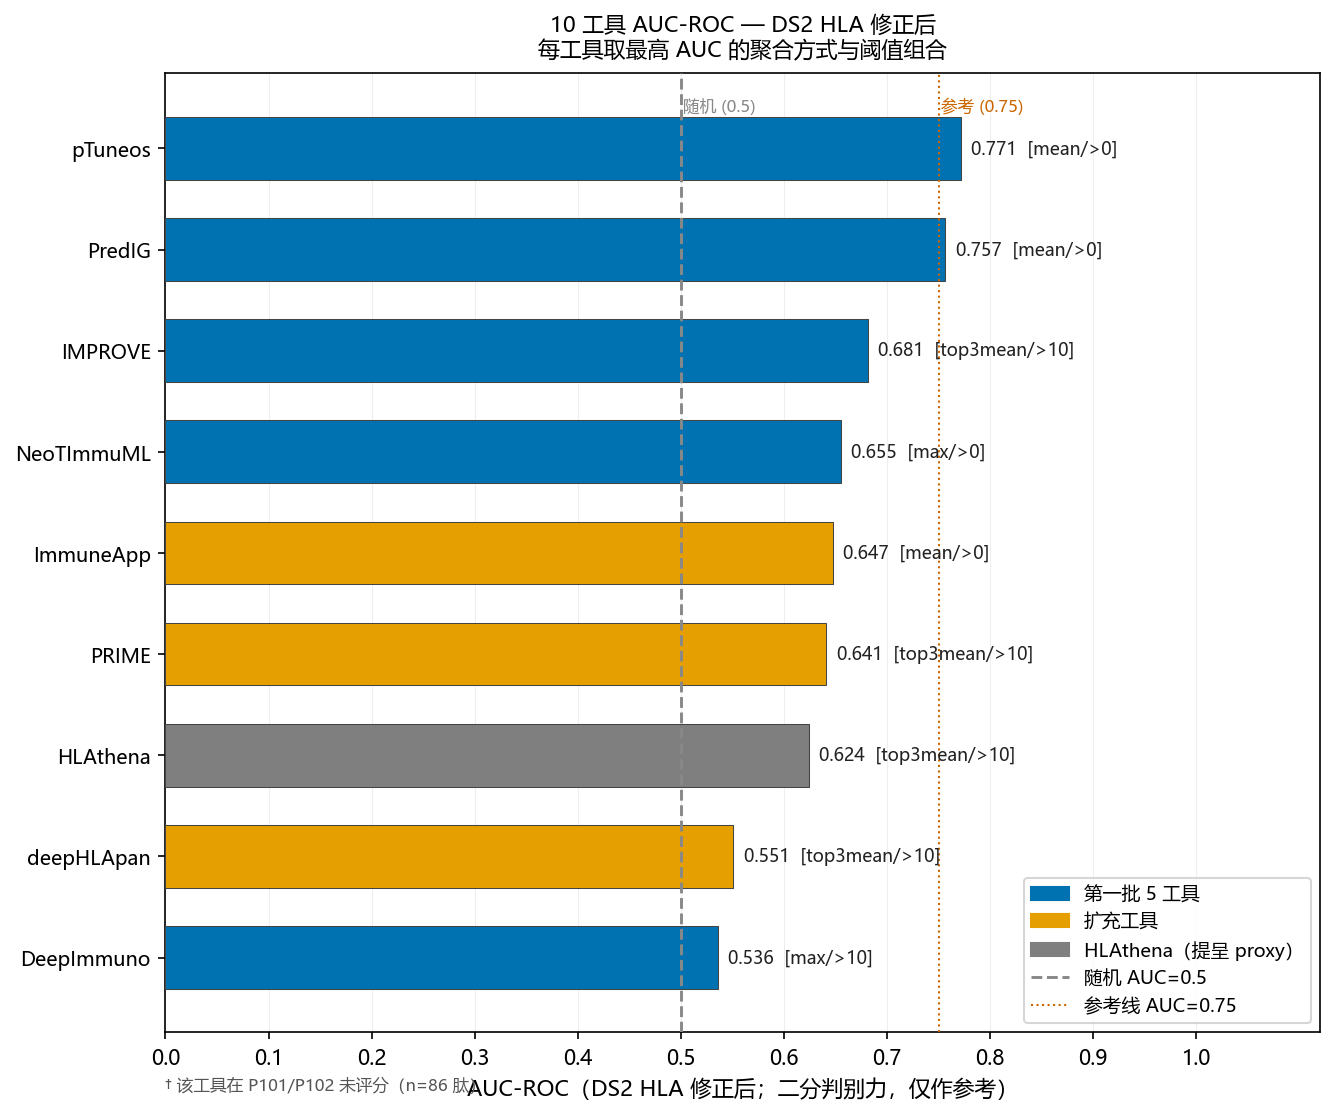 10 工具 AUC-ROC — DS2 HLA 修正后
每工具取最高 AUC 的聚合方式与阈值组合
随机 (0.5)
参考 (0.75)
pTuneos 0.771 [mean/>0]
PredIG 0.757 [mean/>0]
IMPROVE 0.681 [top3mean/>10]
NeoTImmuML 0.655 [max/>0]
ImmuneApp 0.647 [mean/>0]
PRIME 0.641 [top3mean/>10]
HLAthena 0.624 [top3mean/>10]
deepHLApan 0.551 [top3mean/>10]
DeepImmuno 0.536 [max/>10]
第一批 5 工具
扩充工具
HLAthena（提呈 proxy）
随机 AUC=0.5
参考线 AUC=0.75
0.0 0.1 0.2 0.3 0.4 0.5 0.6 0.7 0.8 0.9 1.0
† 该工具在 P101/P102 未评分（n=86 肽）
AUC-ROC（DS2 HLA 修正后；二分判别力，仅作参考）